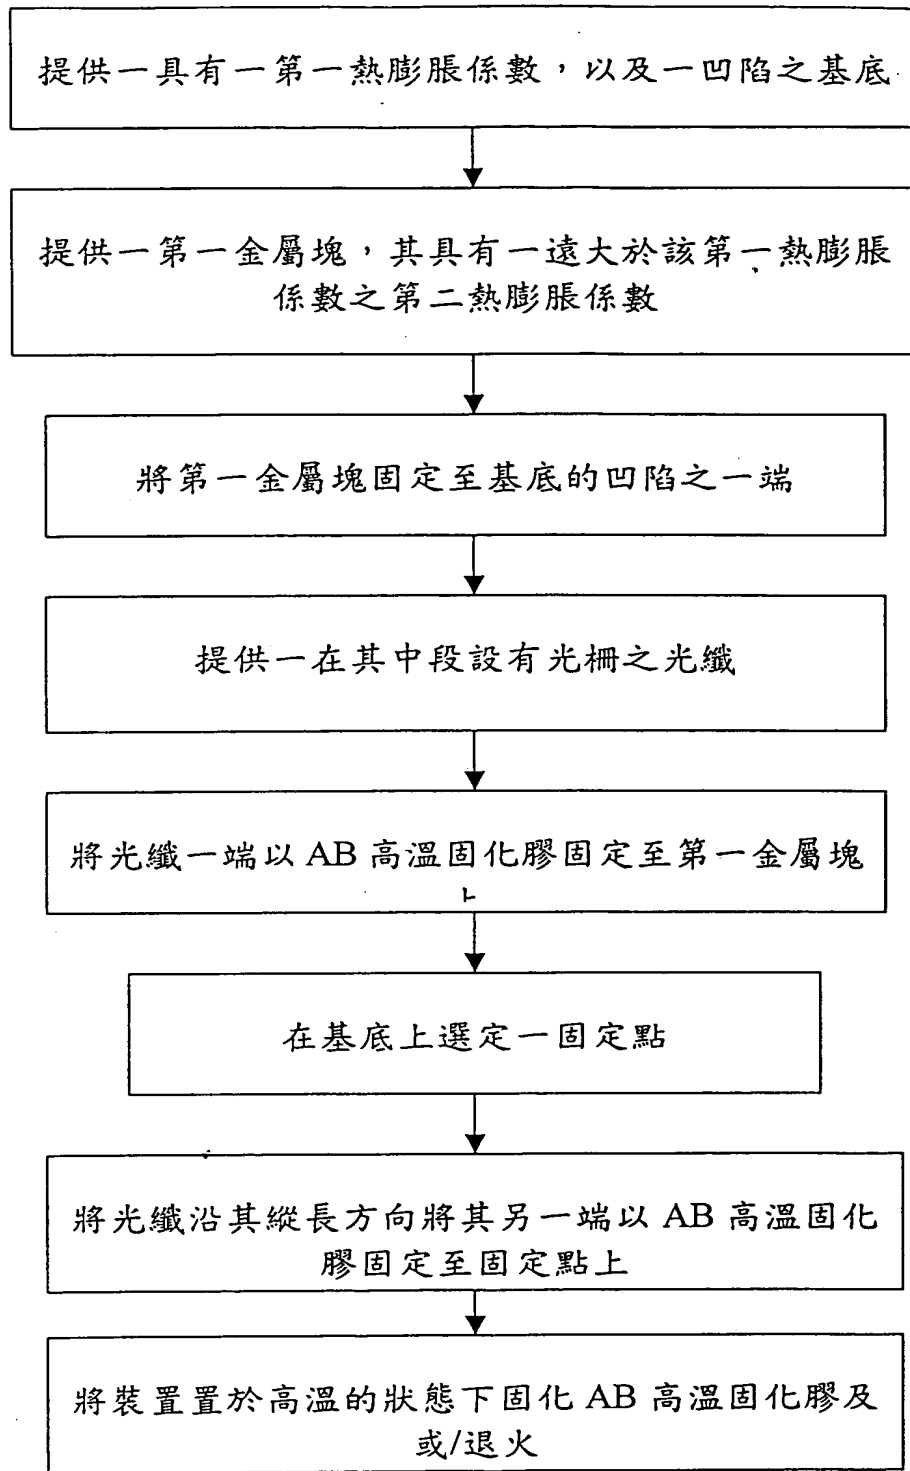 提供一具有一第一熱膨脹係數，以及一凹陷之基底
提供一第一金屬塊，其具有一遠大於該第一熱膨脹
係數之第二熱膨脹係數
將第一金屬塊固定至基底的凹陷之一端
提供一在其中段設有光柵之光纖
將光纖一端以 AB 高溫固化膠固定至第一金屬塊
在基底上選定一固定點
將光纖沿其縱長方向將其另一端以 AB 高溫固化
膠固定至固定點上
將裝置置於高溫的狀態下固化 AB 高溫固化膠及
或/退火